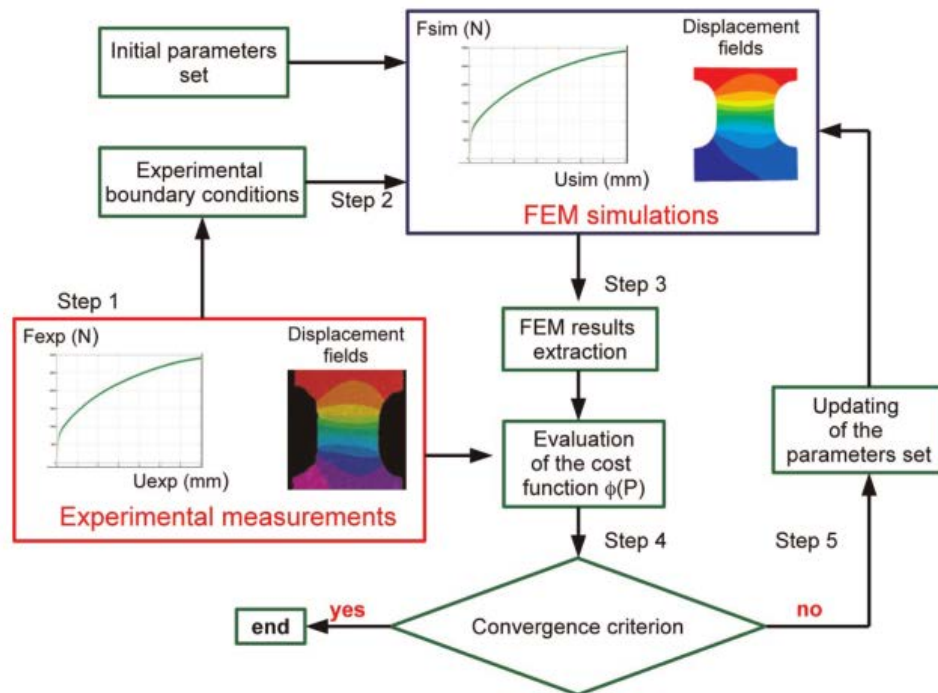 Initial parameters
set
Fsim (N)
Usim (mm)
Displacement
fields
FEM simulations
Experimental
boundary conditions
Step 2
Step 1
Fexp (N)
Uexp (mm)
Displacement
fields
Experimental measurements
Step 3
FEM results
extraction
Evaluation
of the cost
function ϕ(P)
Updating
of the
parameters set
Step 4
Step 5
Convergence criterion
yes
no
end